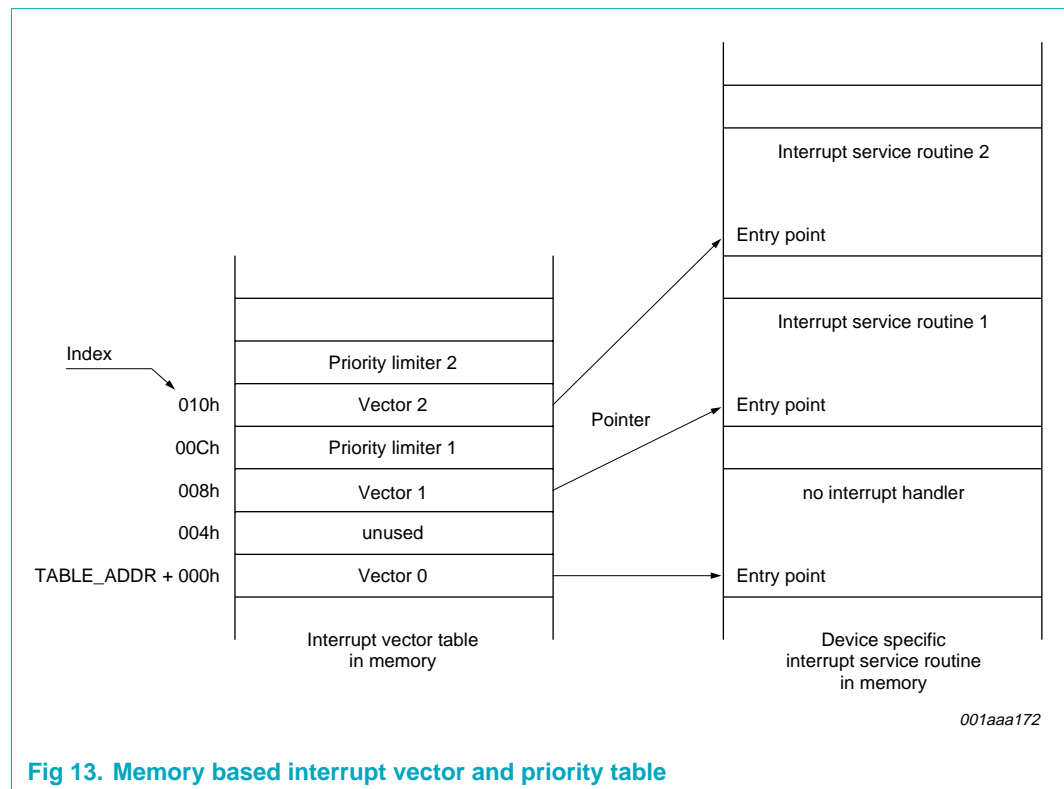 Interrupt service routine 2
Entry point
Interrupt service routine 1
Index
Priority limiter 2
010h
Vector 2
Pointer
Entry point
00Ch
Priority limiter 1
008h
Vector 1
no interrupt handler
004h
unused
TABLE_ADDR + 000h
Vector 0
Entry point
Interrupt vector table
in memory
Device specific
interrupt service routine
in memory
001aaa172
Fig 13. Memory based interrupt vector and priority table